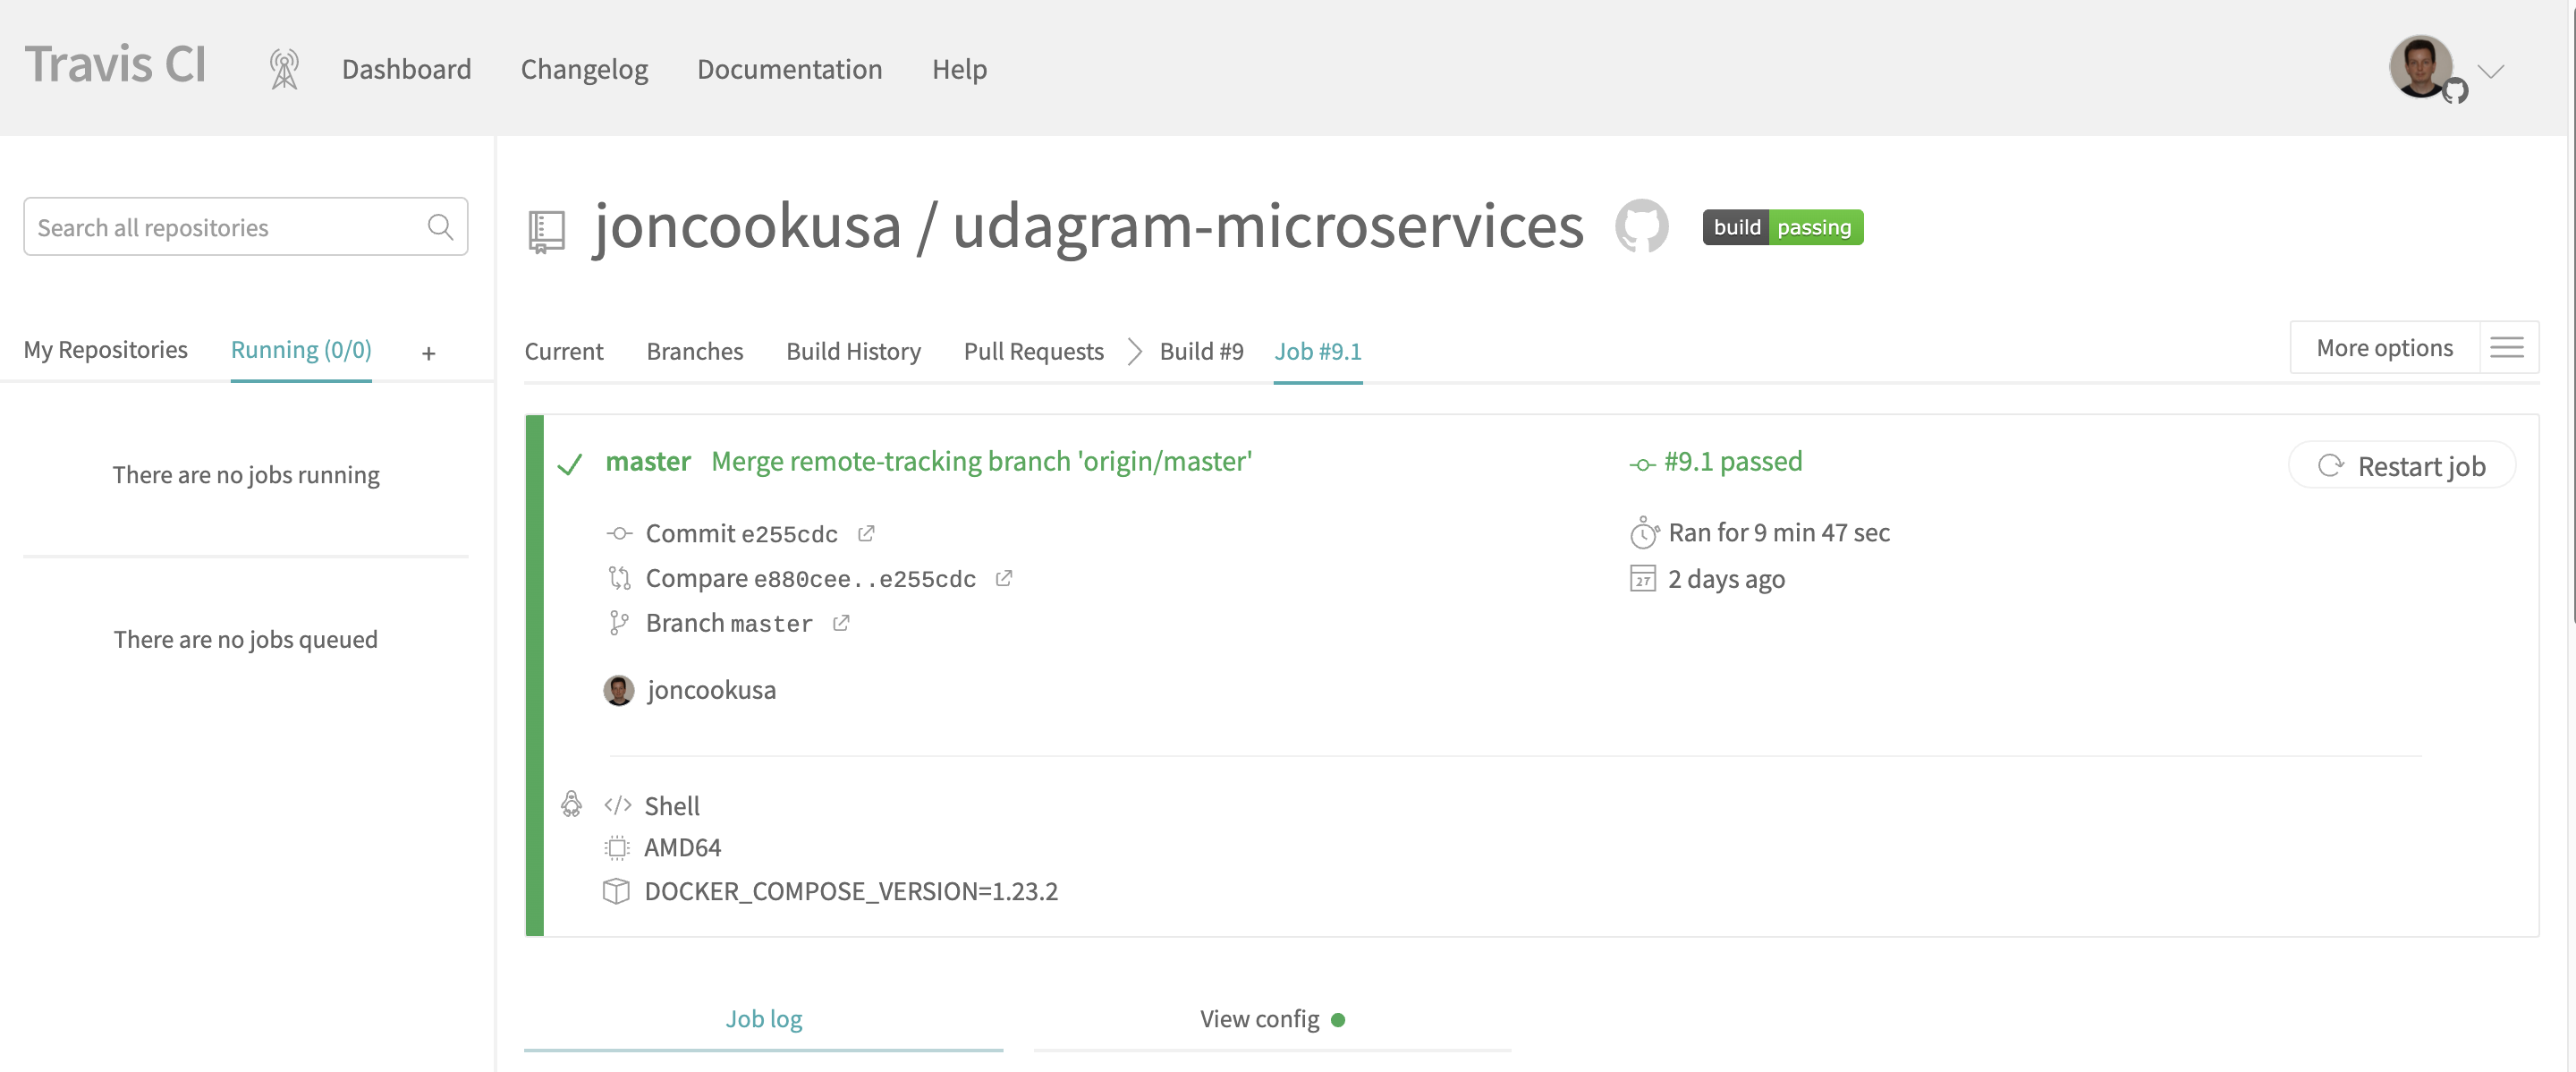 Travis CI
Dashboard
Changelog
Documentation
Help
Search all repositories
My Repositories
Running (0/0)
+
There are no jobs running
There are no jobs queued
joncookusa / udagram-microservices
build passing
Current
Branches
Build History
Pull Requests
Build #9
Job #9.1
More options
master Merge remote-tracking branch 'origin/master'
Commit e255cdc
Compare e880cee..e255cdc
Branch master
joncookusa
#9.1 passed
Ran for 9 min 47 sec
27
2 days ago
Restart job
</> Shell
AMD64
DOCKER_COMPOSE_VERSION=1.23.2
Job log
View config